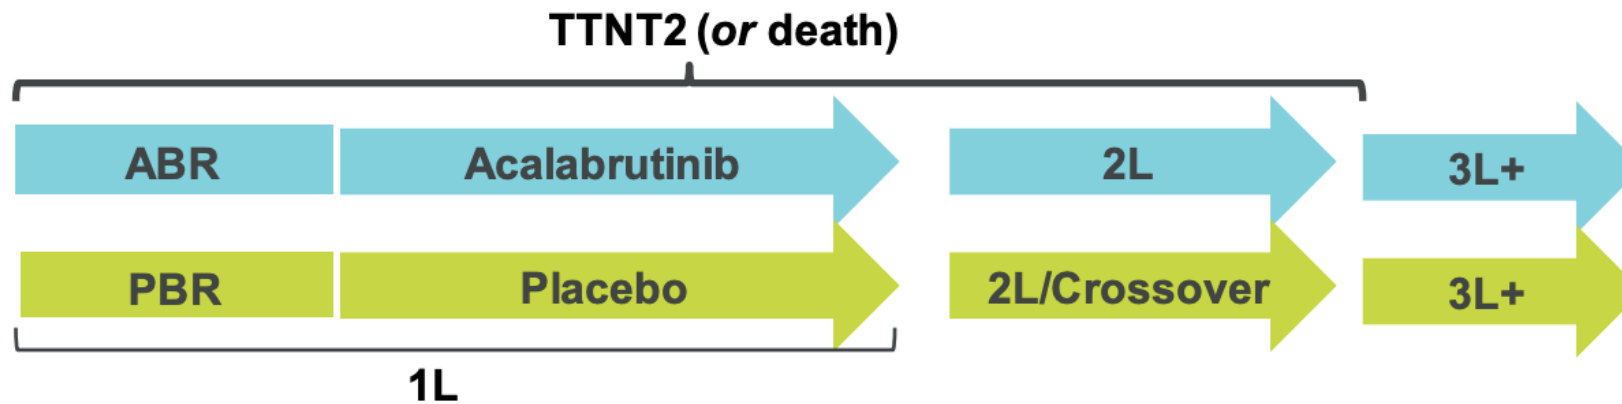 TTNT2 (or death)
ABR
Acalabrutinib
2L
3L+
PBR
Placebo
2L/Crossover
3L+
1L